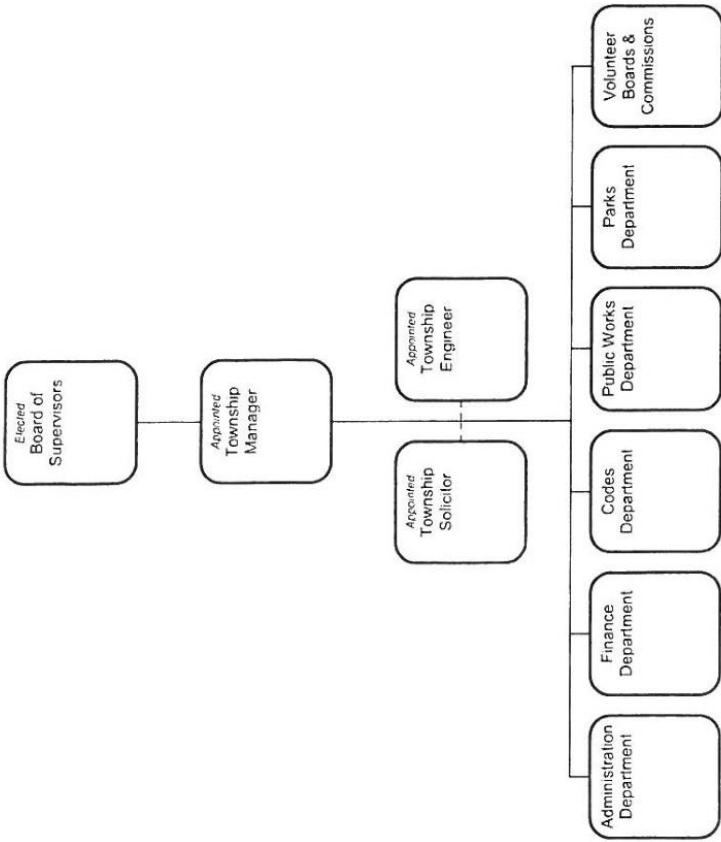 Elected
Board of
Supervisors
Appointed
Township
Manager
Appointed
Township
Solicitor
Appointed
Township
Engineer
Administration
Department
Finance
Department
Codes
Department
Public Works
Department
Parks
Department
Volunteer
Boards &
Commissions